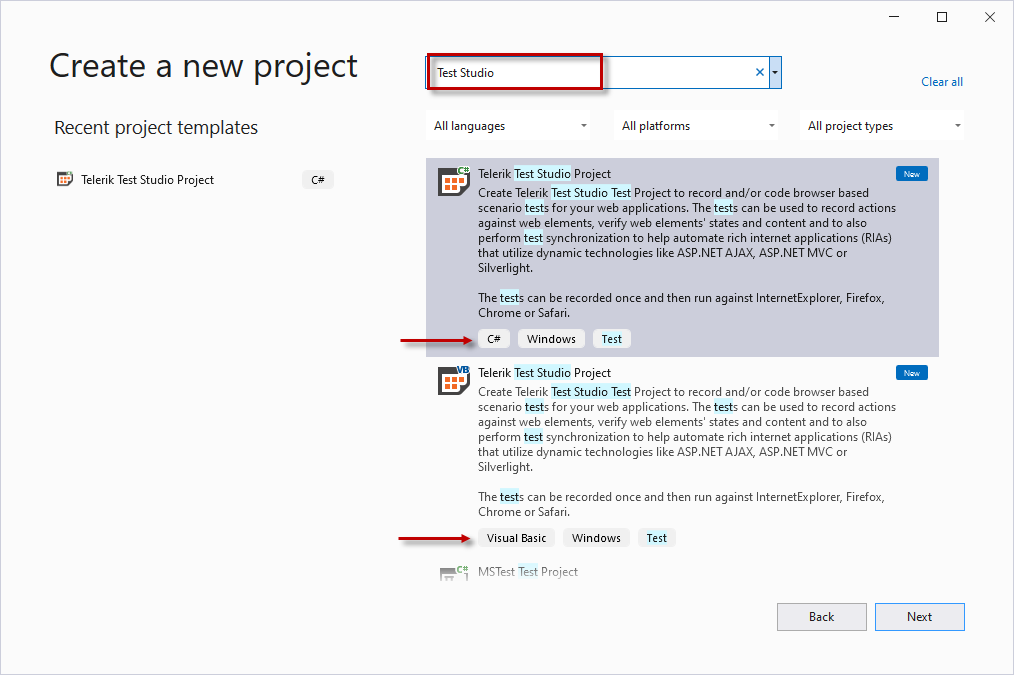 Create a new project
Test Studio
Clear all
Recent project templates
Telerik Test Studio Project
C#
All languages
All platforms
All project types
C#
Telerik Test Studio Project
New
Create Telerik Test Studio Test Project to record and/or code browser based
scenario tests for your web applications. The tests can be used to record actions
against web elements, verify web elements' states and content and to also
perform test synchronization to help automate rich internet applications (RIAs)
that utilize dynamic technologies like ASP.NET AJAX, ASP.NET MVC or
Silverlight.
The tests can be recorded once and then run against InternetExplorer, Firefox,
Chrome or Safari.
C#
Windows
Test
VB
Telerik Test Studio Project
New
Create Telerik Test Studio Test Project to record and/or code browser based
scenario tests for your web applications. The tests can be used to record actions
against web elements, verify web elements' states and content and to also
perform test synchronization to help automate rich internet applications (RIAs)
that utilize dynamic technologies like ASP.NET AJAX, ASP.NET MVC or
Silverlight.
The tests can be recorded once and then run against InternetExplorer, Firefox,
Chrome or Safari.
Visual Basic
Windows
Test
C#
MSTest Test Project
Back
Next